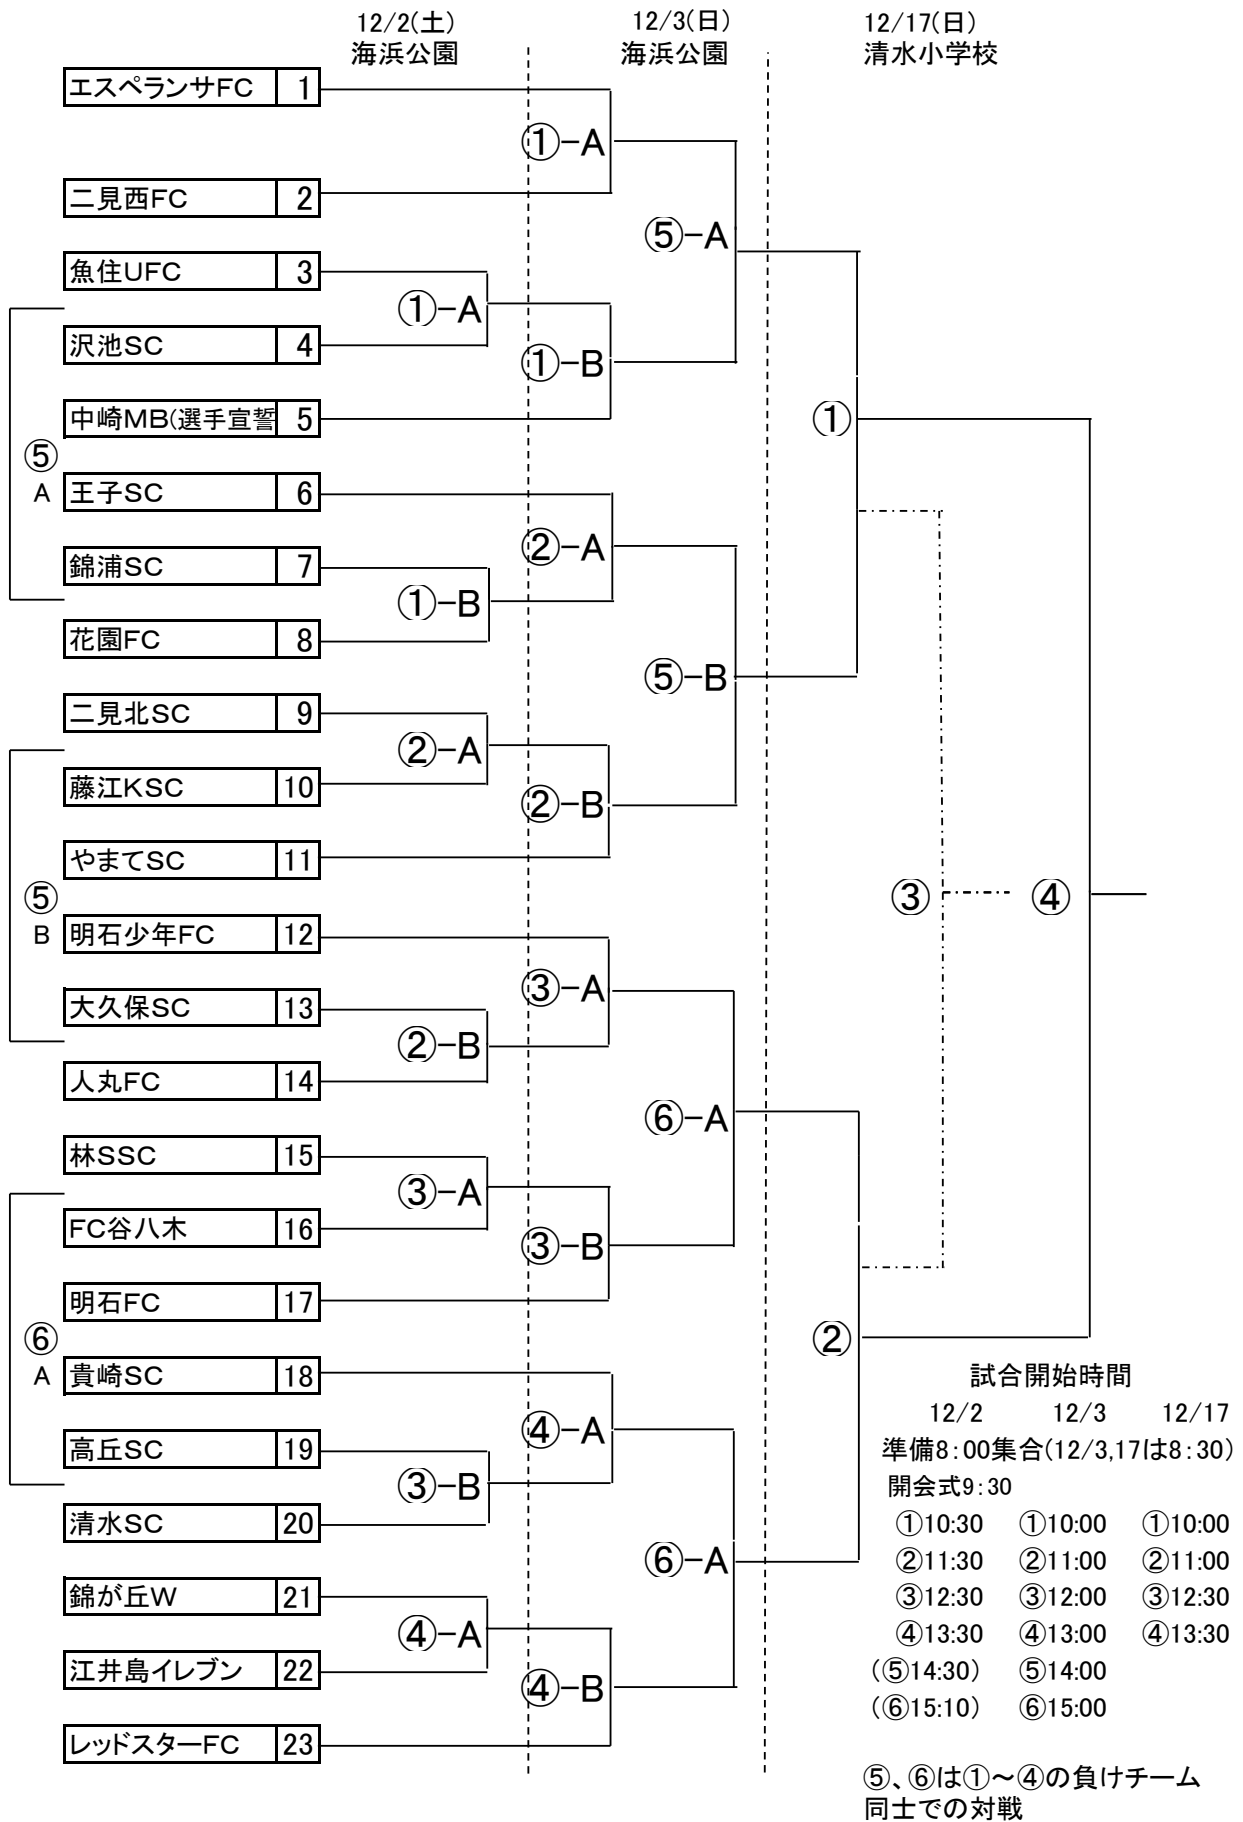 12/2(土)
海浜公園
12/3(日)
海浜公園
12/17(日)
清水小学校
エスペランサFC 1
①-A
二見西FC 2
⑤-A
魚住UFC 3
①-A
沢池SC 4
①-B
中崎MB(選手宣誓 5
①
⑤
A
王子SC 6
②-A
錦浦SC 7
①-B
花園FC 8
⑤-B
二見北SC 9
②-A
藤江KSC 10
②-B
やまてSC 11
⑤
B
③
④
明石少年FC 12
③-A
大久保SC 13
②-B
人丸FC 14
⑥-A
林SSC 15
③-A
FC谷八木 16
③-B
明石FC 17
⑥
A
②
貴崎SC 18
④-A
高丘SC 19
③-B
清水SC 20
⑥-A
錦が丘W 21
④-A
江井島イレブン 22
④-B
レッドスターFC 23
試合開始時間
12/2 12/3 12/17
準備8:00集合(12/3,17は8:30)
開会式9:30
①10:30 ①10:00 ①10:00
②11:30 ②11:00 ②11:00
③12:30 ③12:00 ③12:30
④13:30 ④13:00 ④13:30
(⑤14:30) ⑤14:00
(⑥15:10) ⑥15:00
⑤、⑥は①～④の負けチーム
同士での対戦